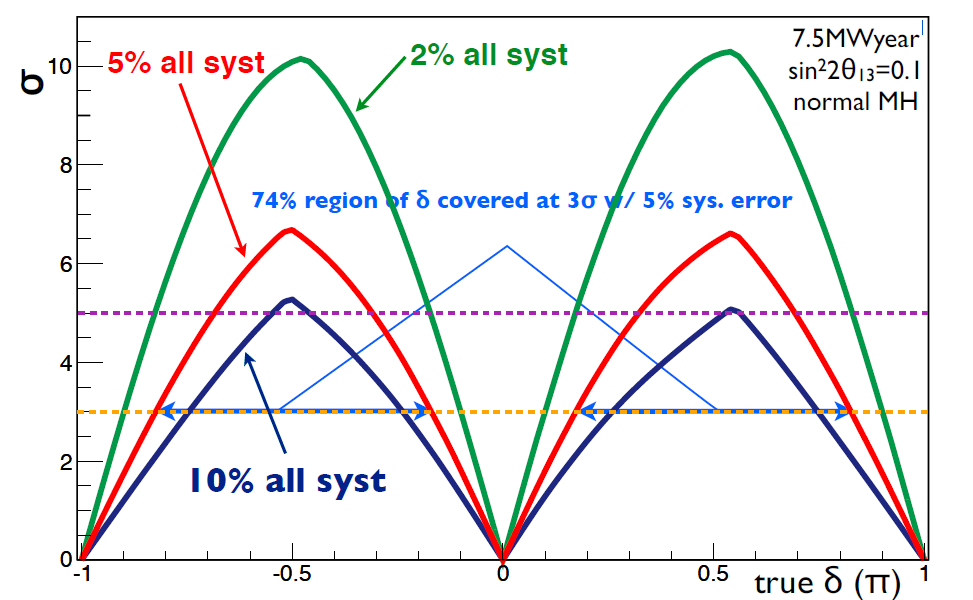 7.5MWyear
sin²2θ₁₃=0.1
normal MH
σ
10
8
6
4
2
0
5% all syst
2% all syst
74% region of δ covered at 3σ w/ 5% sys. error
10% all syst
-1
-0.5
0
0.5
1
true δ (π)